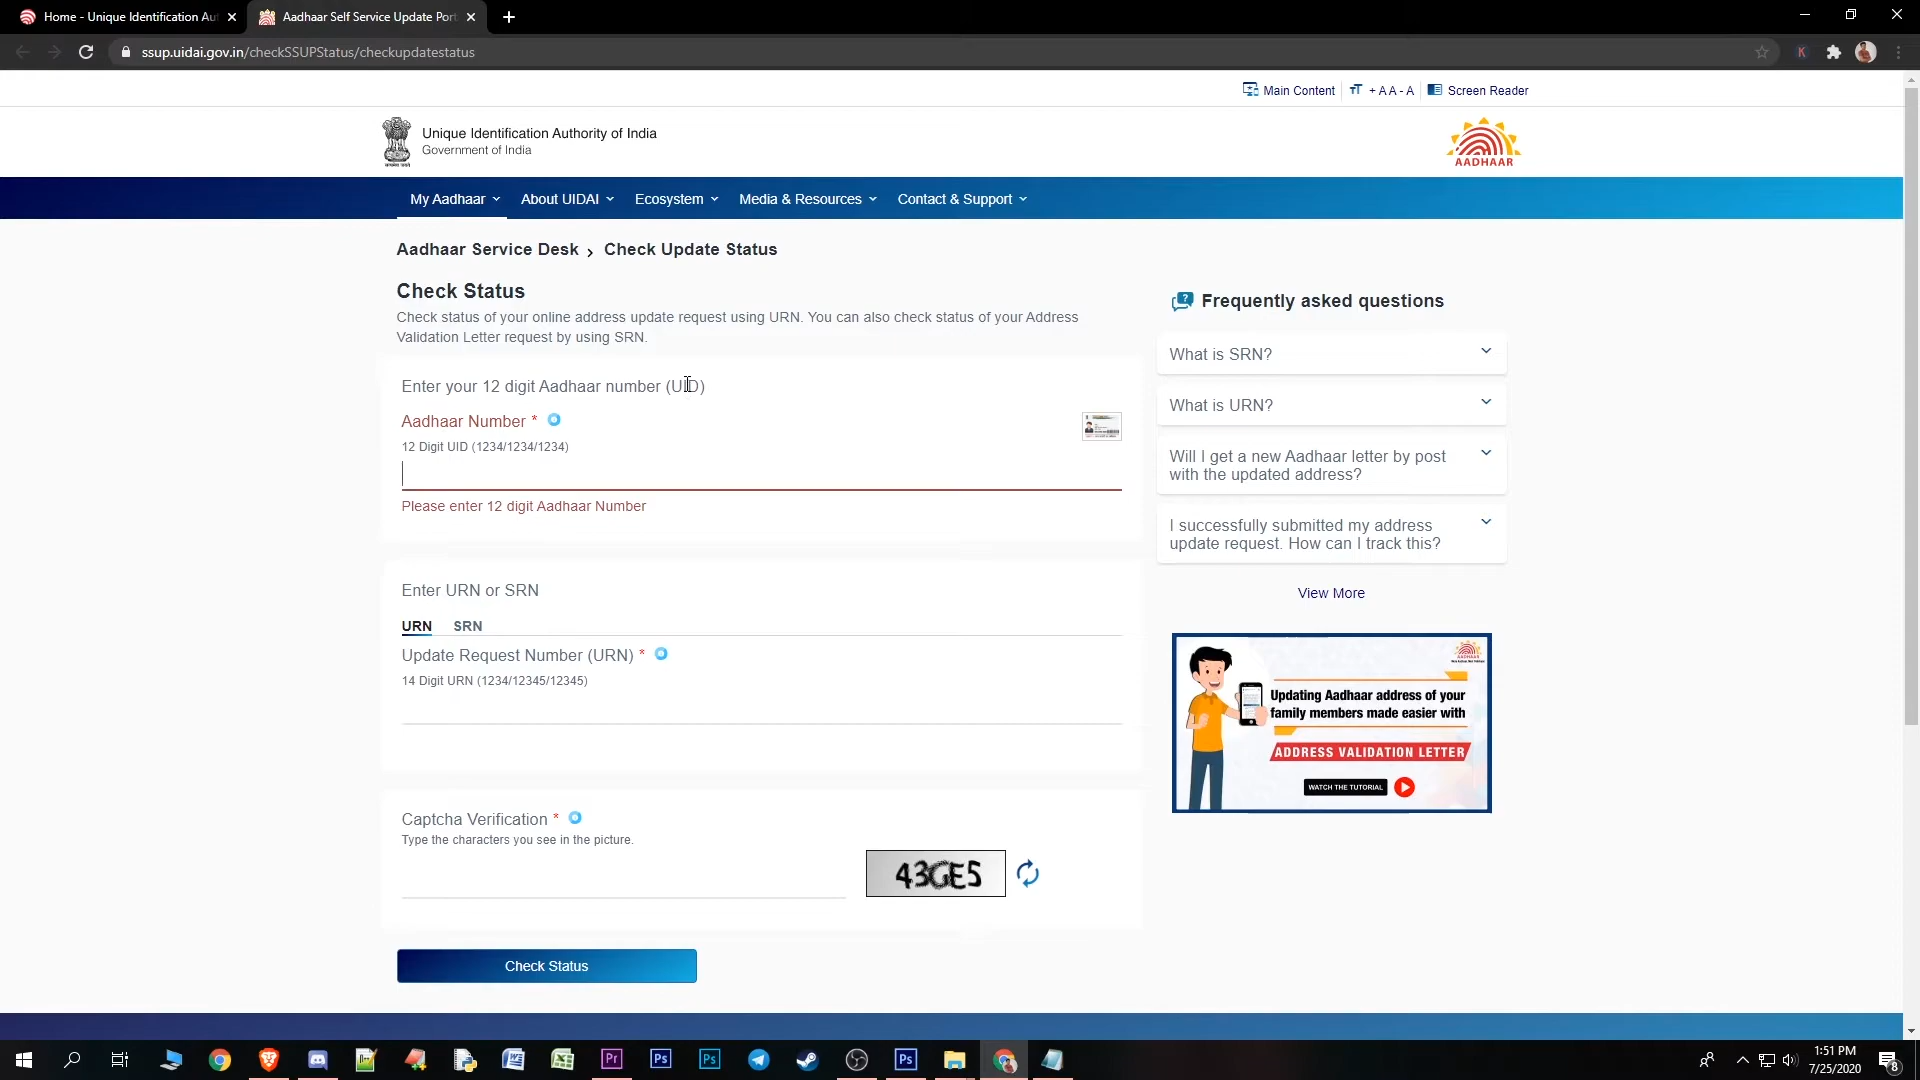 Home - Unique Identification Aut
Aadhaar Self Service Update Port
ssup.uidai.gov.in/checkSSUPStatus/checkupdatestatus
K
Main Content
+ A A - A
Screen Reader
Unique Identification Authority of India
Government of India
AADHAAR
My Aadhaar
About UIDAI
Ecosystem
Media & Resources
Contact & Support
Aadhaar Service Desk › Check Update Status
Check Status
Check status of your online address update request using URN. You can also check status of your Address
Validation Letter request by using SRN.
Enter your 12 digit Aadhaar number (UID)
Aadhaar Number *
12 Digit UID (1234/1234/1234)
Please enter 12 digit Aadhaar Number
Enter URN or SRN
URN SRN
Update Request Number (URN) *
14 Digit URN (1234/12345/12345)
Captcha Verification *
Type the characters you see in the picture.
43GE5
Check Status
Frequently asked questions
What is SRN?
What is URN?
Will I get a new Aadhaar letter by post
with the updated address?
I successfully submitted my address
update request. How can I track this?
View More
AADHAAR
Updating Aadhaar address of your
family members made easier with
ADDRESS VALIDATION LETTER
WATCH THE TUTORIAL
Pr
Ps
Ps
Ps
1:51 PM
7/25/2020
8